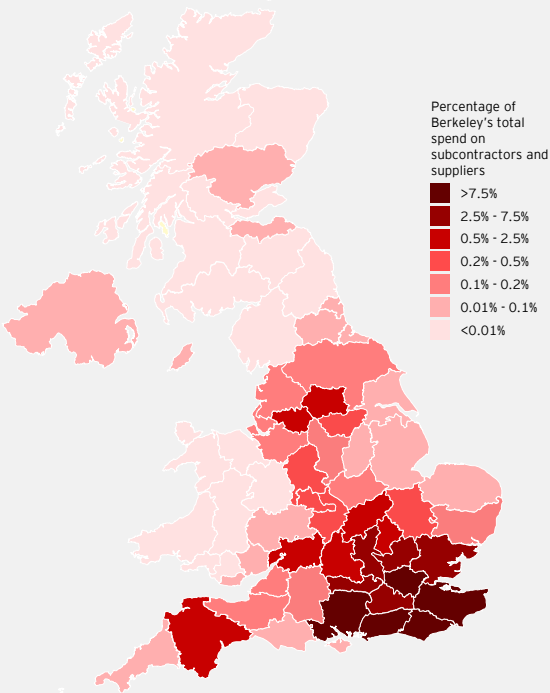 Percentage of
Berkeley's total
spend on
subcontractors and
suppliers
>7.5%
2.5% - 7.5%
0.5% - 2.5%
0.2% - 0.5%
0.1% - 0.2%
0.01% - 0.1%
<0.01%